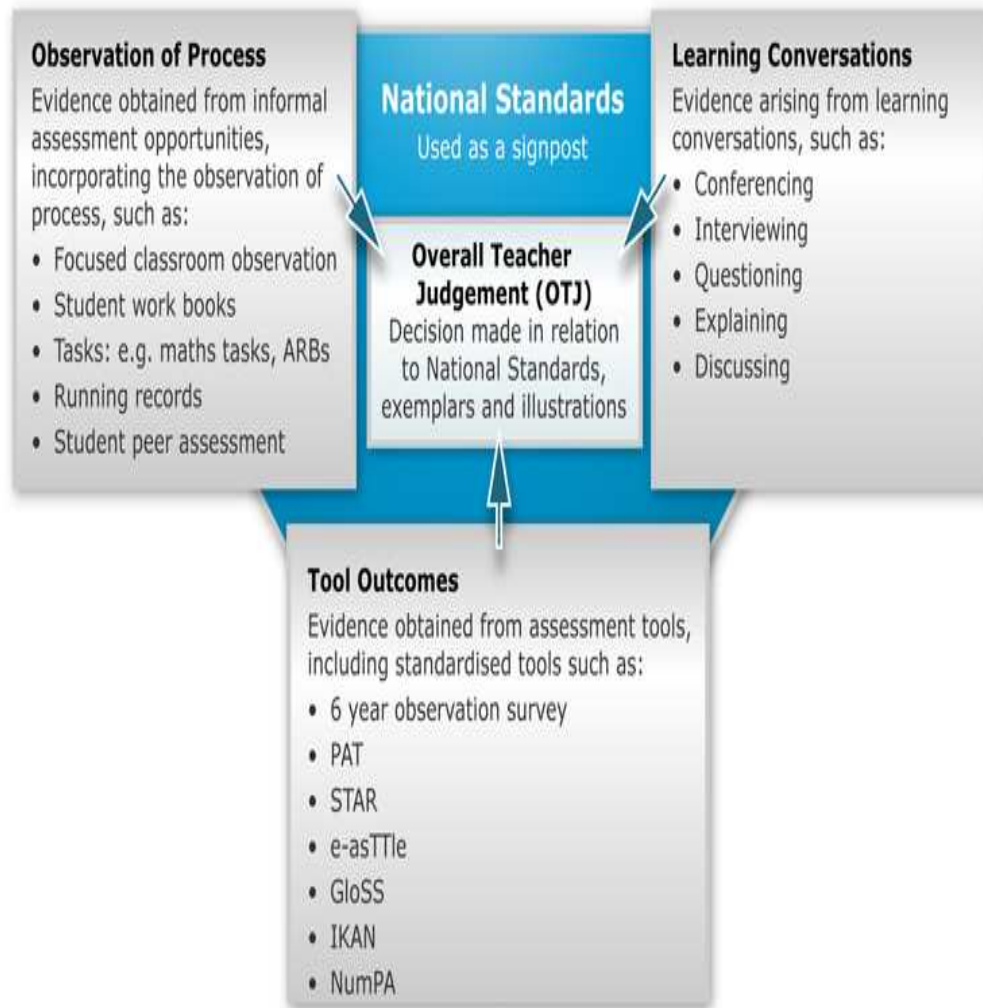 Observation of Process
Evidence obtained from informal
assessment opportunities,
incorporating the observation of
process, such as:
• Focused classroom observation
• Student work books
• Tasks: e.g. maths tasks, ARBs
• Running records
• Student peer assessment
National Standards
Used as a signpost
Overall Teacher
Judgement (OTJ)
Decision made in relation
to National Standards,
exemplars and illustrations
Learning Conversations
Evidence arising from learning
conversations, such as:
• Conferencing
• Interviewing
• Questioning
• Explaining
• Discussing
Tool Outcomes
Evidence obtained from assessment tools,
including standardised tools such as:
• 6 year observation survey
• PAT
• STAR
• e-asTTle
• GloSS
• IKAN
• NumPA